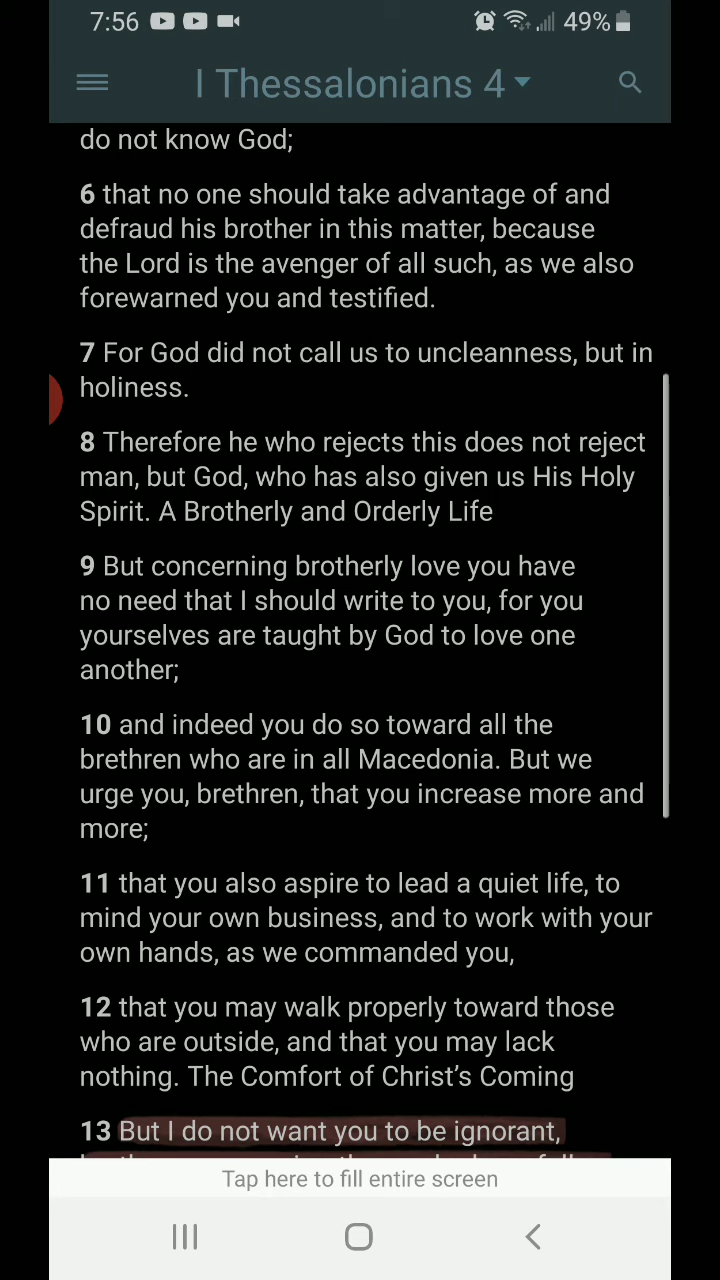 7:56 49%
I Thessalonians 4
do not know God;
6 that no one should take advantage of and
defraud his brother in this matter, because
the Lord is the avenger of all such, as we also
forewarned you and testified.
7 For God did not call us to uncleanness, but in
holiness.
8 Therefore he who rejects this does not reject
man, but God, who has also given us His Holy
Spirit. A Brotherly and Orderly Life
9 But concerning brotherly love you have
no need that I should write to you, for you
yourselves are taught by God to love one
another;
10 and indeed you do so toward all the
brethren who are in all Macedonia. But we
urge you, brethren, that you increase more and
more;
11 that you also aspire to lead a quiet life, to
mind your own business, and to work with your
own hands, as we commanded you,
12 that you may walk properly toward those
who are outside, and that you may lack
nothing. The Comfort of Christ’s Coming
13 But I do not want you to be ignorant,
Tap here to fill entire screen